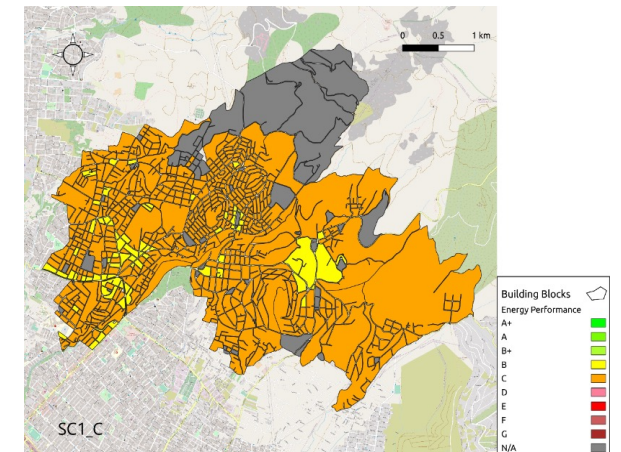 0 0.5 1 km
SC1_C
Building Blocks
Energy Performance
A+
A
B+
B
C
D
E
F
G
N/A